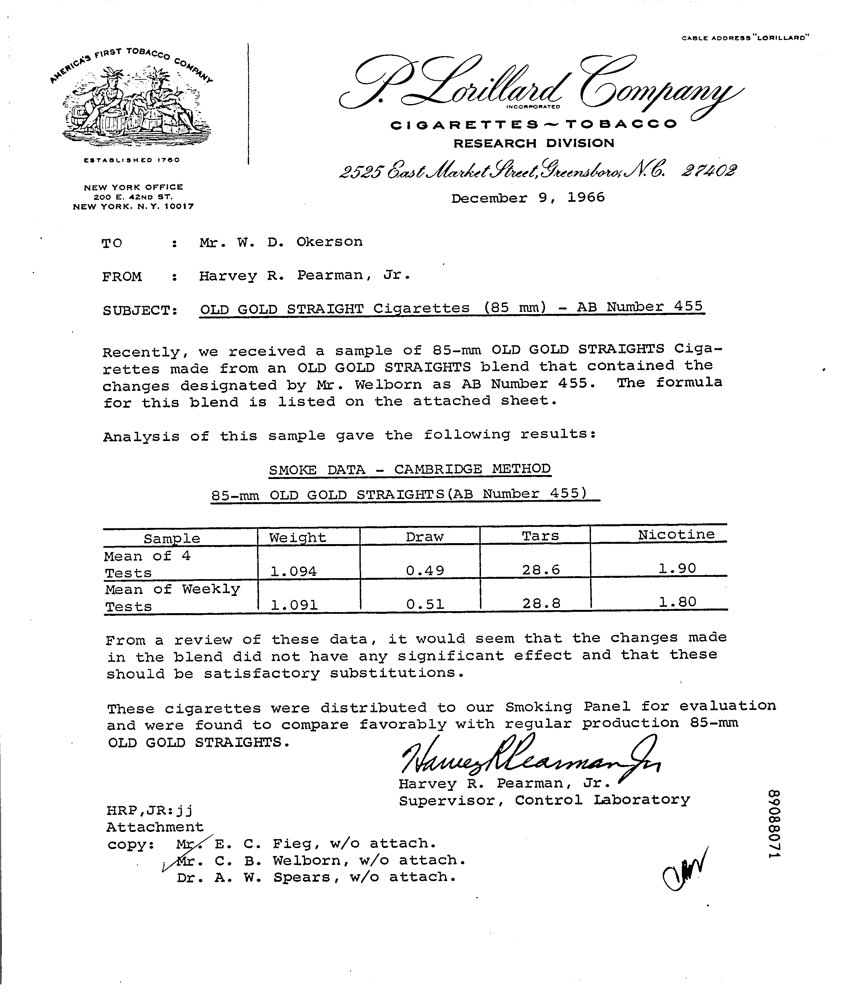 CABLE ADDRESS "LORILLARD"
AMERICA'S FIRST TOBACCO COMPANY
ESTABLISHED 1760
NEW YORK OFFICE
200 E. 42ND ST.
NEW YORK, N. Y. 10017
P. Lorillard Company
INCORPORATED
CIGARETTES~TOBACCO
RESEARCH DIVISION
2525 East Market Street, Greensboro, N.C. 27402
December 9, 1966
TO : Mr. W. D. Okerson
FROM : Harvey R. Pearman, Jr.
SUBJECT: OLD GOLD STRAIGHT Cigarettes (85 mm) - AB Number 455
Recently, we received a sample of 85-mm OLD GOLD STRAIGHTS Ciga-
rettes made from an OLD GOLD STRAIGHTS blend that contained the
changes designated by Mr. Welborn as AB Number 455. The formula
for this blend is listed on the attached sheet.
Analysis of this sample gave the following results:
SMOKE DATA - CAMBRIDGE METHOD
85-mm OLD GOLD STRAIGHTS(AB Number 455)
Sample Weight Draw Tars Nicotine
Mean of 4
Tests 1.094 0.49 28.6 1.90
Mean of Weekly
Tests 1.091 0.51 28.8 1.80
From a review of these data, it would seem that the changes made
in the blend did not have any significant effect and that these
should be satisfactory substitutions.
These cigarettes were distributed to our Smoking Panel for evaluation
and were found to compare favorably with regular production 85-mm
OLD GOLD STRAIGHTS.
Harvey R Pearman Jr
Harvey R. Pearman, Jr.
Supervisor, Control Laboratory
HRP,JR:jj
Attachment
copy: Mr. E. C. Fieg, w/o attach.
Mr. C. B. Welborn, w/o attach.
Dr. A. W. Spears, w/o attach.
89088071